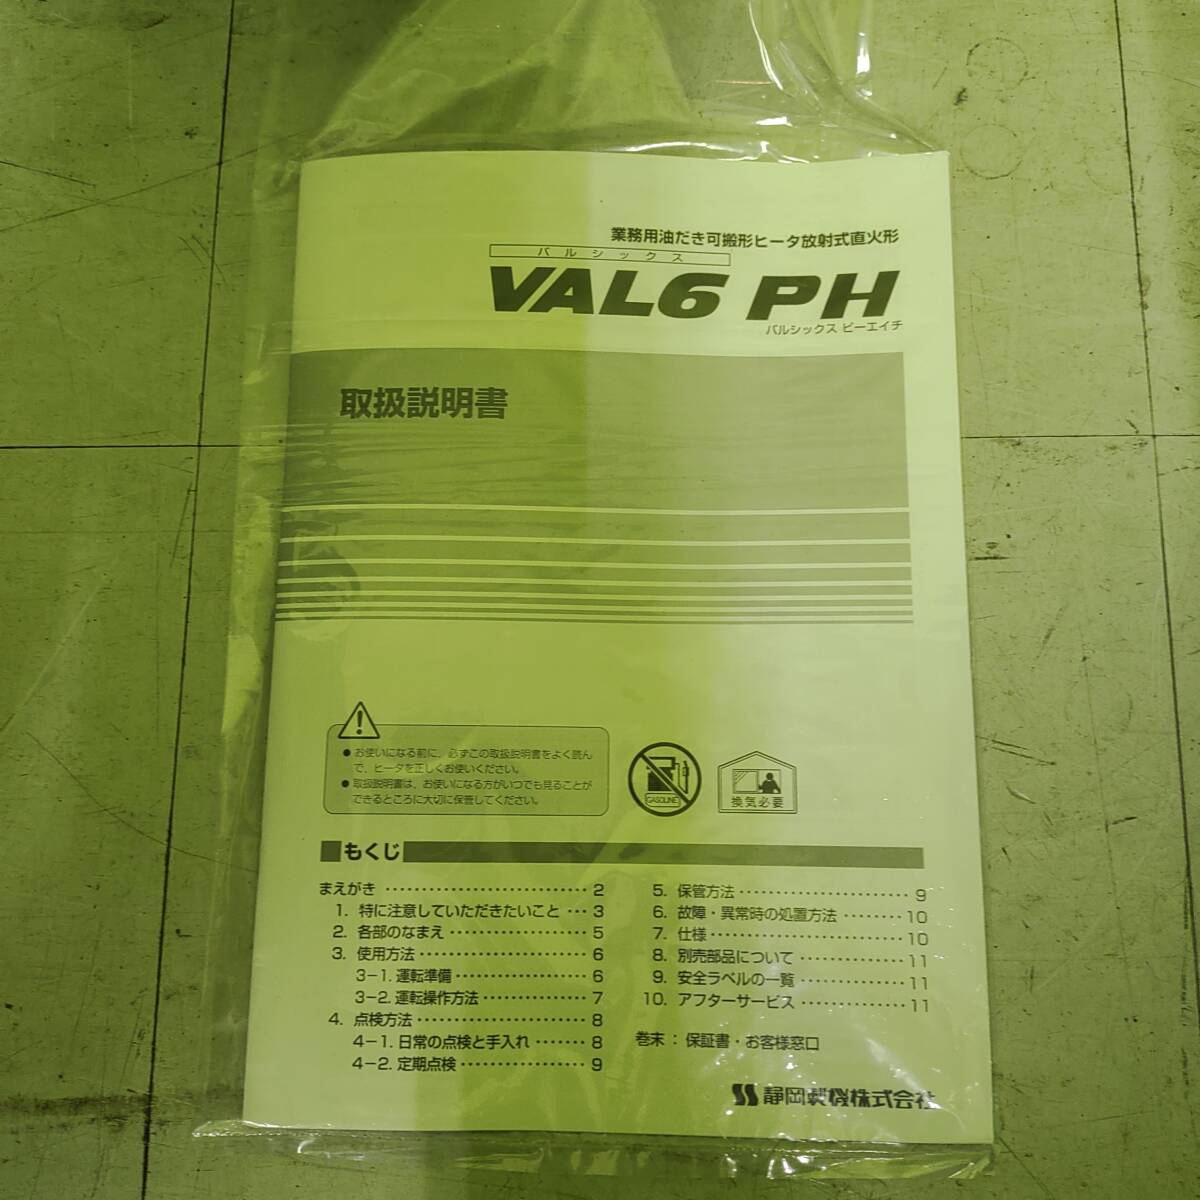 業務用油だき可搬形ヒータ放射式直火形
バルシックス
VAL6 PH
バルシックス ピーエイチ
取扱説明書
● お使いになる前に、必ずこの取扱説明書をよく読ん
で、ヒータを正しくお使いください。
● 取扱説明書は、お使いになる方がいつでも見ることが
できるところに大切に保管してください。
GASOLINE
換気必要
■もくじ
まえがき ……………………… 2
1. 特に注意していただきたいこと … 3
2. 各部のなまえ ……………… 5
3. 使用方法 …………………… 6
3-1. 運転準備 ……………… 6
3-2. 運転操作方法 ………… 7
4. 点検方法 …………………… 8
4-1. 日常の点検と手入れ …… 8
4-2. 定期点検 ……………… 9
5. 保管方法 …………………… 9
6. 故障・異常時の処置方法 …… 10
7. 仕様 ………………………… 10
8. 別売部品について ………… 11
9. 安全ラベルの一覧 ………… 11
10. アフターサービス ………… 11
巻末 : 保証書・お客様窓口
静岡製機株式会社